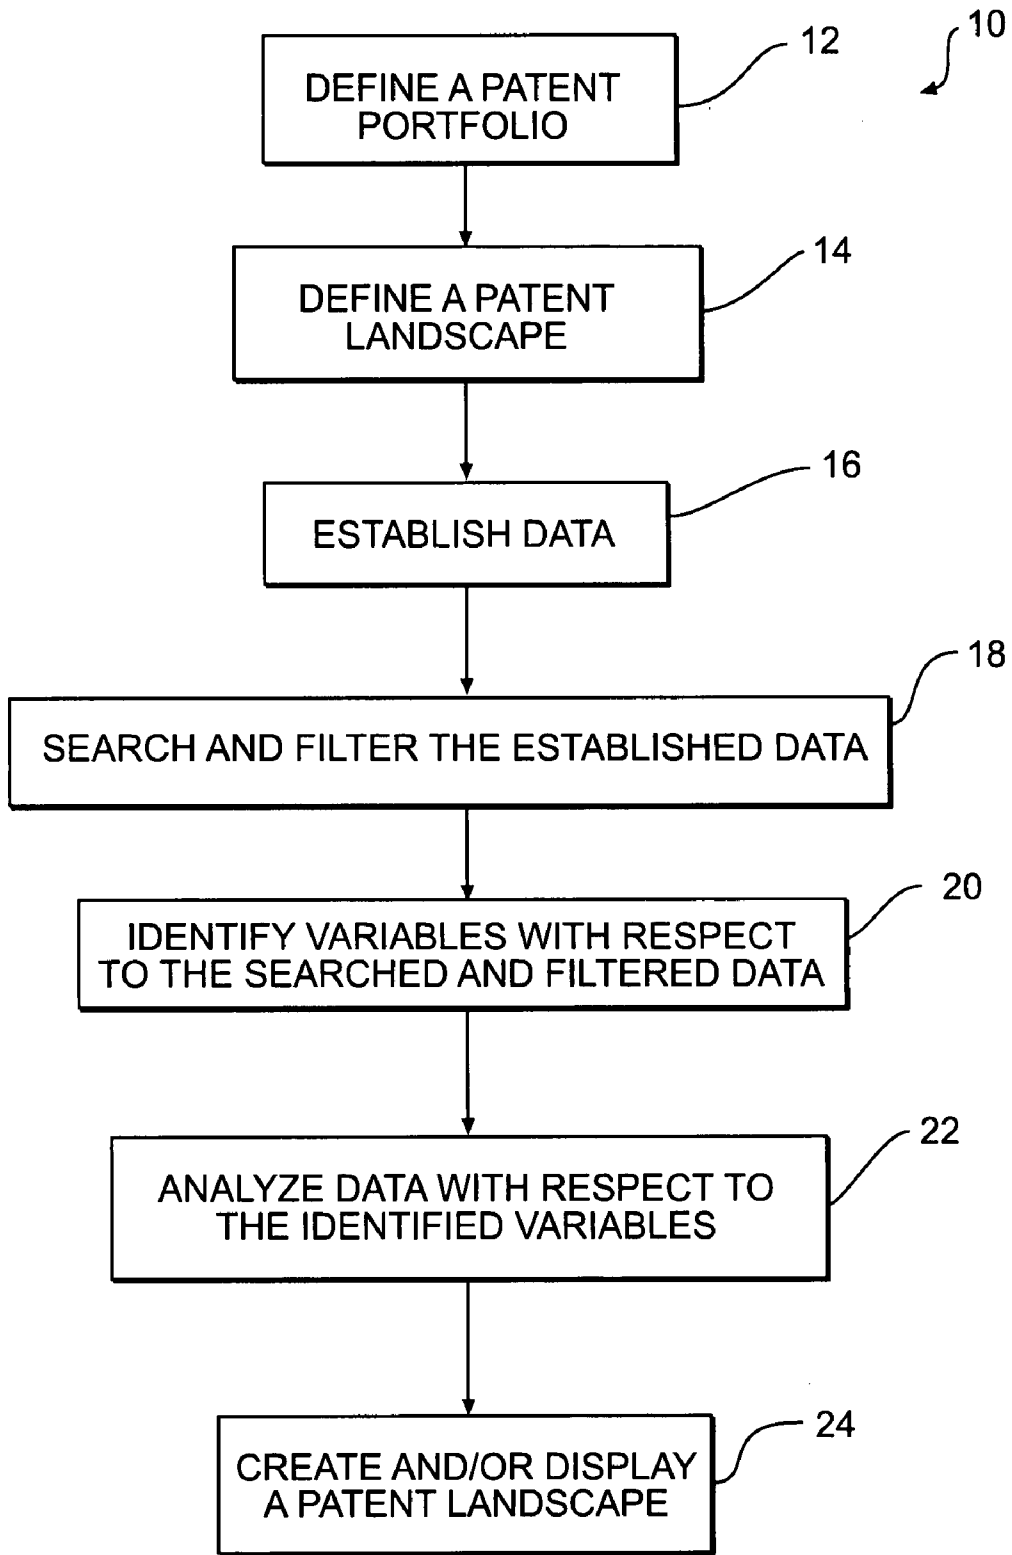 10
12
DEFINE A PATENT
PORTFOLIO
14
DEFINE A PATENT
LANDSCAPE
16
ESTABLISH DATA
18
SEARCH AND FILTER THE ESTABLISHED DATA
20
IDENTIFY VARIABLES WITH RESPECT
TO THE SEARCHED AND FILTERED DATA
22
ANALYZE DATA WITH RESPECT TO
THE IDENTIFIED VARIABLES
24
CREATE AND/OR DISPLAY
A PATENT LANDSCAPE